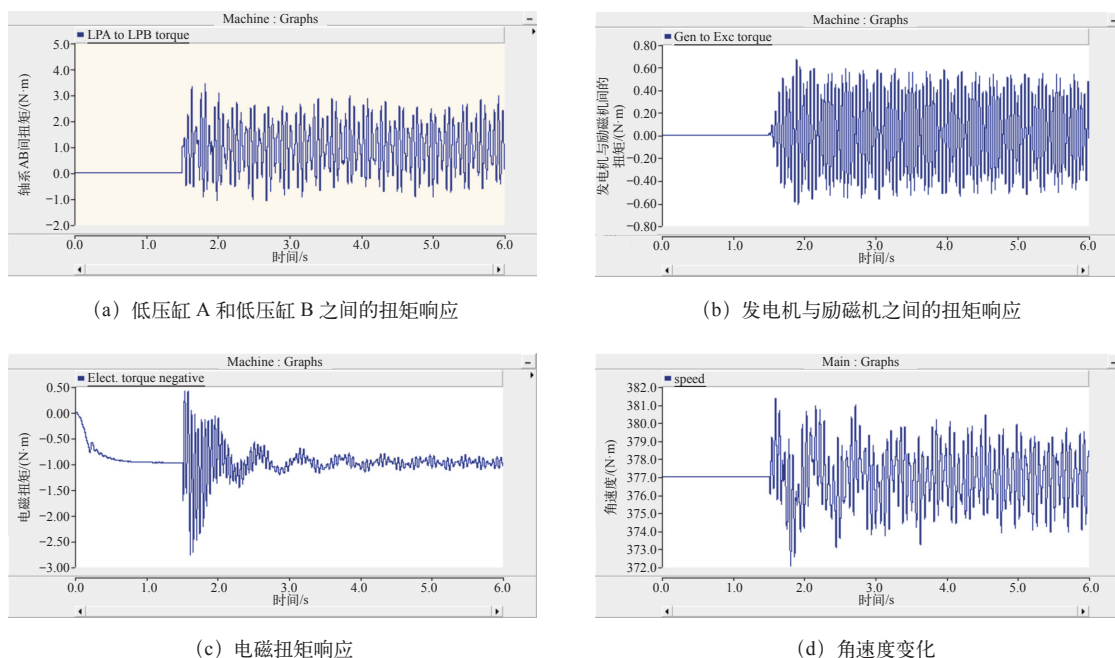 Machine : Graphs
LPA to LPB torque
轴系AB间扭矩/(N·m)
5.0
4.0
3.0
2.0
1.0
0.0
−1.0
−2.0
0.0 1.0 2.0 3.0 4.0 5.0 6.0
时间/s
(a) 低压缸 A 和低压缸 B 之间的扭矩响应
Machine : Graphs
Gen to Exc torque
发电机与励磁机间的
扭矩/(N·m)
0.80
0.60
0.40
0.20
0.00
−0.20
−0.40
−0.60
−0.80
0.0 1.0 2.0 3.0 4.0 5.0 6.0
时间/s
(b) 发电机与励磁机之间的扭矩响应
Machine : Graphs
Elect. torque negative
电磁扭矩/(N·m)
0.50
0.00
−0.50
−1.00
−1.50
−2.00
−2.50
−3.00
0.0 1.0 2.0 3.0 4.0 5.0 6.0
时间/s
(c) 电磁扭矩响应
Main : Graphs
speed
角速度/(N·m)
382.0
381.0
380.0
379.0
378.0
377.0
376.0
375.0
374.0
373.0
372.0
0.0 1.0 2.0 3.0 4.0 5.0 6.0
时间/s
(d) 角速度变化